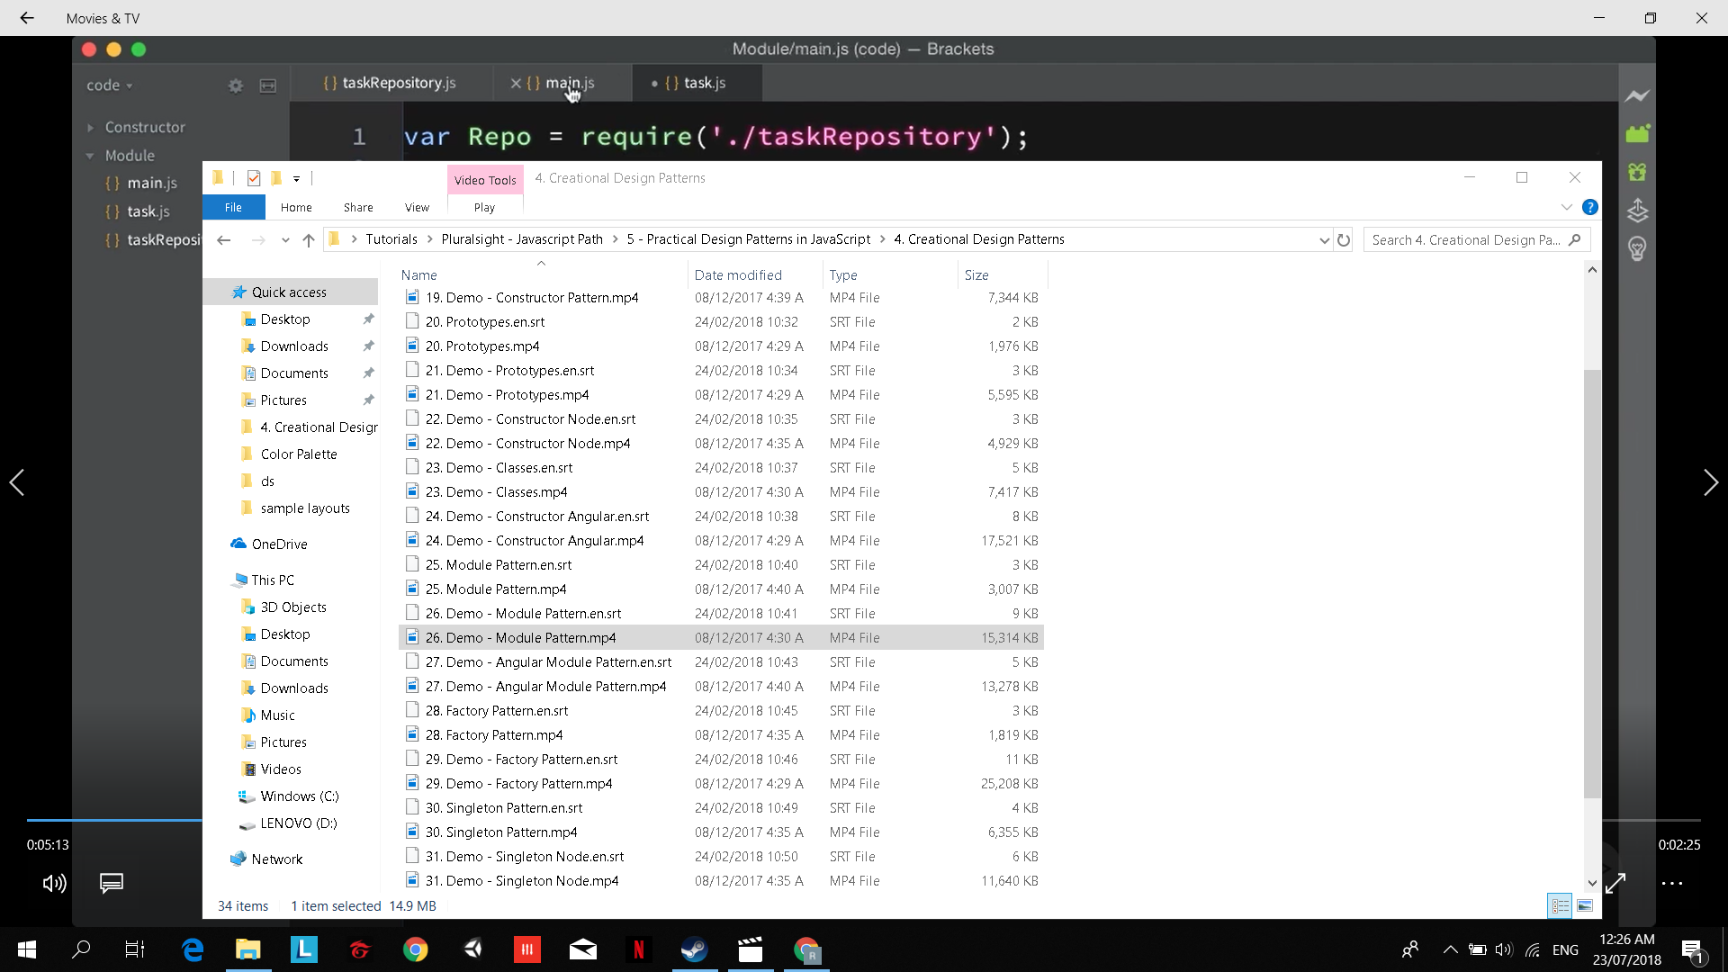 Movies & TV
Module/main.js (code) — Brackets
code
taskRepository.js
main.js
task.js
Constructor
Module
main.js
task.js
taskReposi
1 var Repo = require('./taskRepository');
Video Tools
4. Creational Design Patterns
File Home Share View Play
Tutorials > Pluralsight - Javascript Path > 5 - Practical Design Patterns in JavaScript > 4. Creational Design Patterns
Search 4. Creational Design Pa...
Quick access
Desktop
Downloads
Documents
Pictures
4. Creational Design
Color Palette
ds
sample layouts
OneDrive
This PC
3D Objects
Desktop
Documents
Downloads
Music
Pictures
Videos
Windows (C:)
LENOVO (D:)
Network
Name Date modified Type Size
19. Demo - Constructor Pattern.mp4 08/12/2017 4:39 A MP4 File 7,344 KB
20. Prototypes.en.srt 24/02/2018 10:32 SRT File 2 KB
20. Prototypes.mp4 08/12/2017 4:29 A MP4 File 1,976 KB
21. Demo - Prototypes.en.srt 24/02/2018 10:34 SRT File 3 KB
21. Demo - Prototypes.mp4 08/12/2017 4:29 A MP4 File 5,595 KB
22. Demo - Constructor Node.en.srt 24/02/2018 10:35 SRT File 3 KB
22. Demo - Constructor Node.mp4 08/12/2017 4:35 A MP4 File 4,929 KB
23. Demo - Classes.en.srt 24/02/2018 10:37 SRT File 5 KB
23. Demo - Classes.mp4 08/12/2017 4:30 A MP4 File 7,417 KB
24. Demo - Constructor Angular.en.srt 24/02/2018 10:38 SRT File 8 KB
24. Demo - Constructor Angular.mp4 08/12/2017 4:29 A MP4 File 17,521 KB
25. Module Pattern.en.srt 24/02/2018 10:40 SRT File 3 KB
25. Module Pattern.mp4 08/12/2017 4:40 A MP4 File 3,007 KB
26. Demo - Module Pattern.en.srt 24/02/2018 10:41 SRT File 9 KB
26. Demo - Module Pattern.mp4 08/12/2017 4:30 A MP4 File 15,314 KB
27. Demo - Angular Module Pattern.en.srt 24/02/2018 10:43 SRT File 5 KB
27. Demo - Angular Module Pattern.mp4 08/12/2017 4:40 A MP4 File 13,278 KB
28. Factory Pattern.en.srt 24/02/2018 10:45 SRT File 3 KB
28. Factory Pattern.mp4 08/12/2017 4:35 A MP4 File 1,819 KB
29. Demo - Factory Pattern.en.srt 24/02/2018 10:46 SRT File 11 KB
29. Demo - Factory Pattern.mp4 08/12/2017 4:29 A MP4 File 25,208 KB
30. Singleton Pattern.en.srt 24/02/2018 10:49 SRT File 4 KB
30. Singleton Pattern.mp4 08/12/2017 4:35 A MP4 File 6,355 KB
31. Demo - Singleton Node.en.srt 24/02/2018 10:50 SRT File 6 KB
31. Demo - Singleton Node.mp4 08/12/2017 4:35 A MP4 File 11,640 KB
34 items 1 item selected 14.9 MB
0:05:13
0:02:25
ENG
12:26 AM
23/07/2018
1